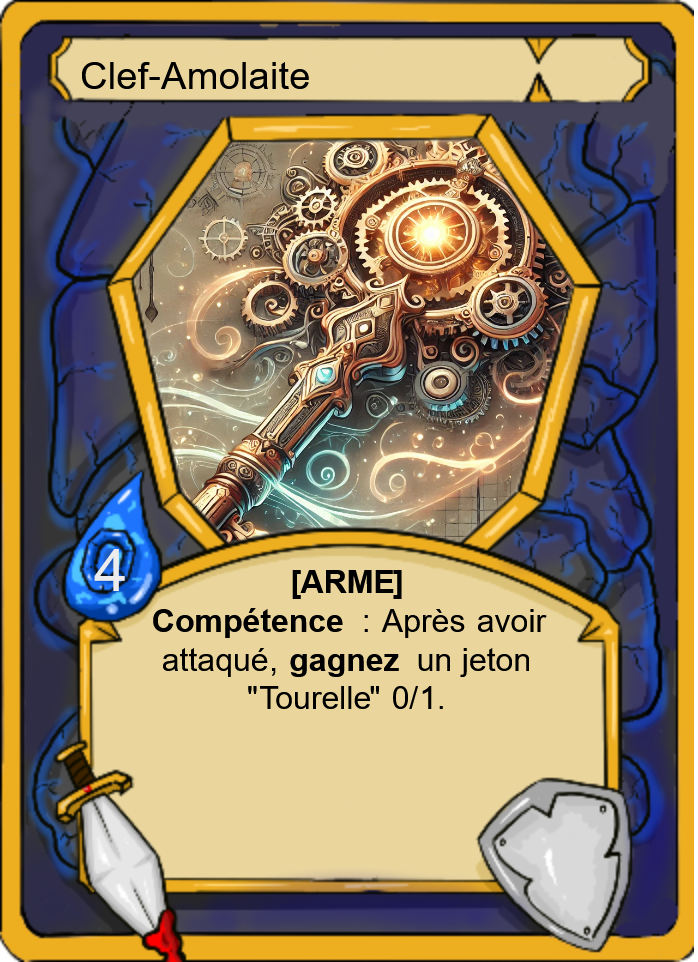 Clef-Amolaite
4
[ARME]
Compétence : Après avoir
attaqué, gagnez un jeton
"Tourelle" 0/1.